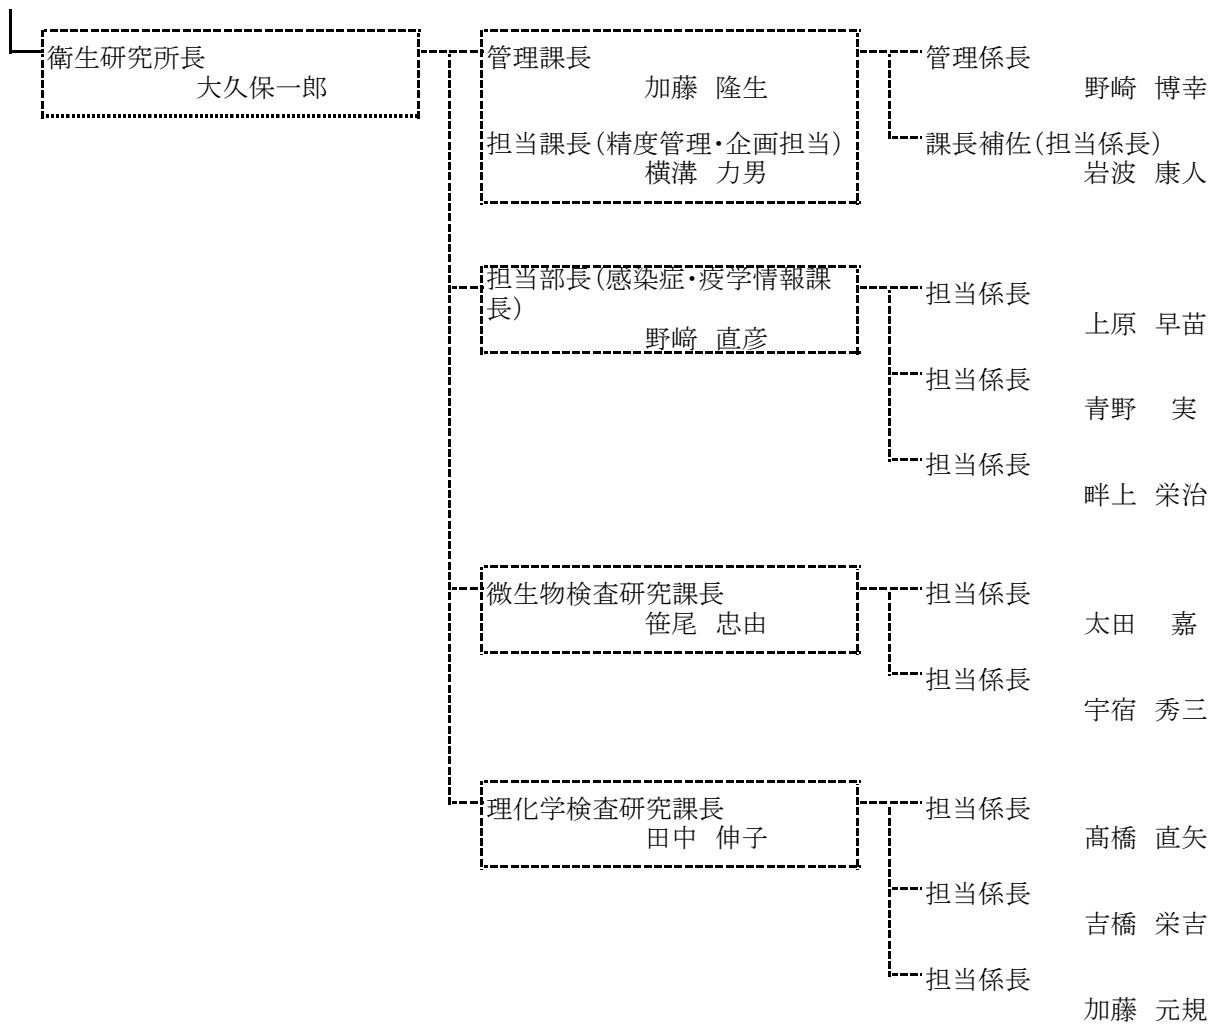 衛生研究所長
大久保一郎
管理課長
加藤 隆生
担当課長(精度管理・企画担当)
横溝 力男
管理係長
野崎 博幸
課長補佐(担当係長)
岩波 康人
担当部長(感染症・疫学情報課
長)
野﨑 直彦
担当係長
上原 早苗
担当係長
青野 実
担当係長
畔上 栄治
微生物検査研究課長
笹尾 忠由
担当係長
太田 嘉
担当係長
宇宿 秀三
理化学検査研究課長
田中 伸子
担当係長
髙橋 直矢
担当係長
吉橋 栄吉
担当係長
加藤 元規